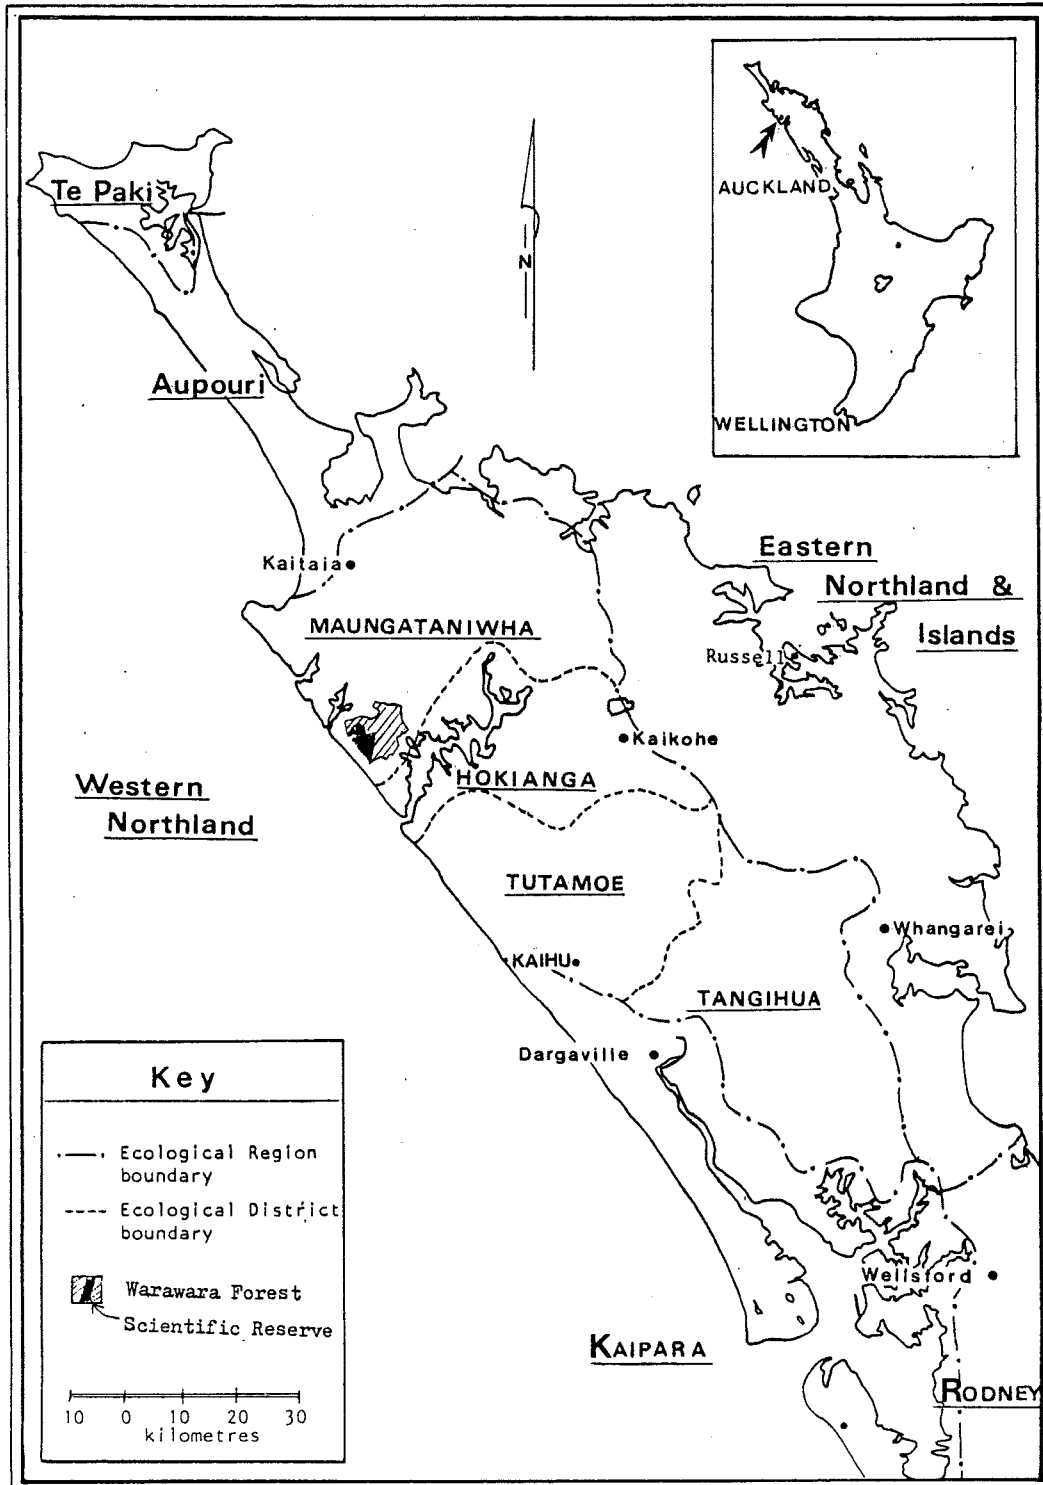 AUCKLAND
WELLINGTON
Te Paki
N
Aupouri
Kaitaia
Eastern
Northland &
Islands
MAUNGATANIWHA
Russell
Kaikohe
Western
Northland
HOKIANGA
TUTAMOE
Whangarei
KAIHU
TANGIHUA
Dargaville
Wellsford
KAIPARA
RODNEY
Key
Ecological Region
boundary
Ecological District
boundary
Warawara Forest
Scientific Reserve
10 0 10 20 30
kilometres